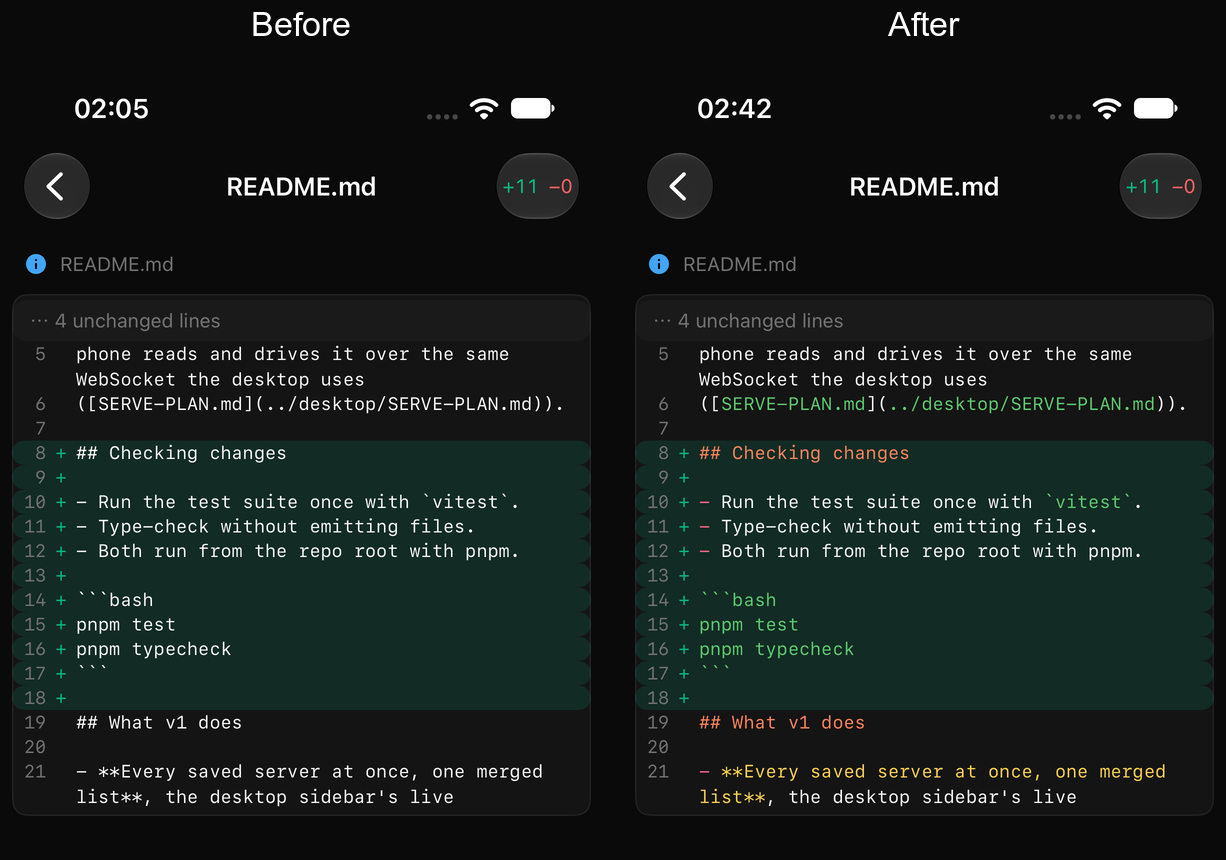 Before
02:05
README.md
+11 −0
README.md
··· 4 unchanged lines
5 phone reads and drives it over the same
WebSocket the desktop uses
6 ([SERVE-PLAN.md](../desktop/SERVE-PLAN.md)).
7
8 + ## Checking changes
9 +
10 + - Run the test suite once with `vitest`.
11 + - Type-check without emitting files.
12 + - Both run from the repo root with pnpm.
13 +
14 + ```bash
15 + pnpm test
16 + pnpm typecheck
17 + ```
18 +
19 ## What v1 does
20
21 - **Every saved server at once, one merged
list**, the desktop sidebar's live
After
02:42
README.md
+11 −0
README.md
··· 4 unchanged lines
5 phone reads and drives it over the same
WebSocket the desktop uses
6 ([SERVE-PLAN.md](../desktop/SERVE-PLAN.md)).
7
8 + ## Checking changes
9 +
10 + - Run the test suite once with `vitest`.
11 + - Type-check without emitting files.
12 + - Both run from the repo root with pnpm.
13 +
14 + ```bash
15 + pnpm test
16 + pnpm typecheck
17 + ```
18 +
19 ## What v1 does
20
21 - **Every saved server at once, one merged
list**, the desktop sidebar's live